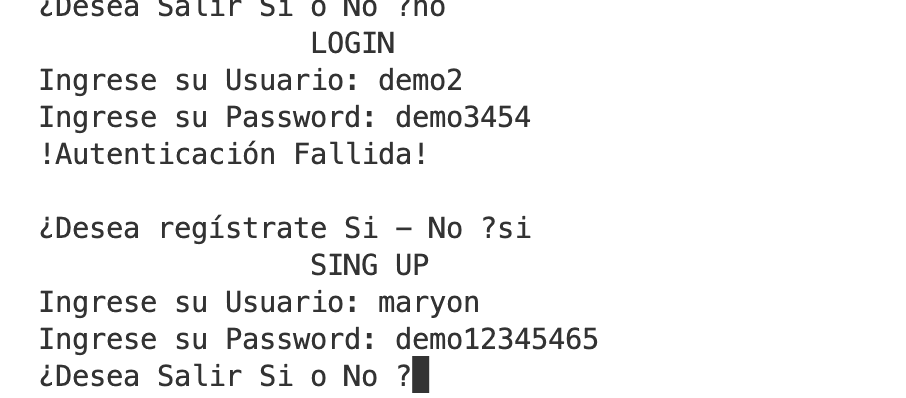 ¿Desea Salir Si o No ?no
LOGIN
Ingrese su Usuario: demo2
Ingrese su Password: demo3454
!Autenticación Fallida!
¿Desea regístrate Si - No ?si
SING UP
Ingrese su Usuario: maryon
Ingrese su Password: demo12345465
¿Desea Salir Si o No ?